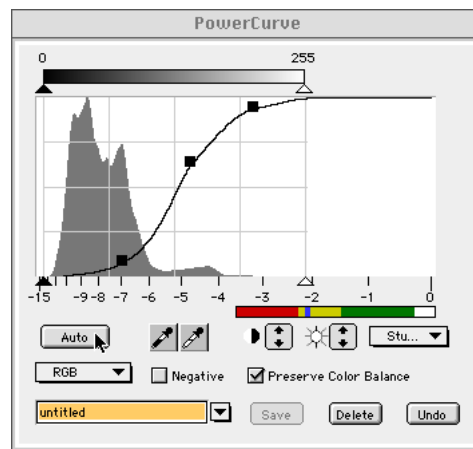 PowerCurve
0 255
-15 -9 -8 -7 -6 -5 -4 -3 -2 -1 0
Auto Stu...
RGB Negative Preserve Color Balance
untitled Save Delete Undo